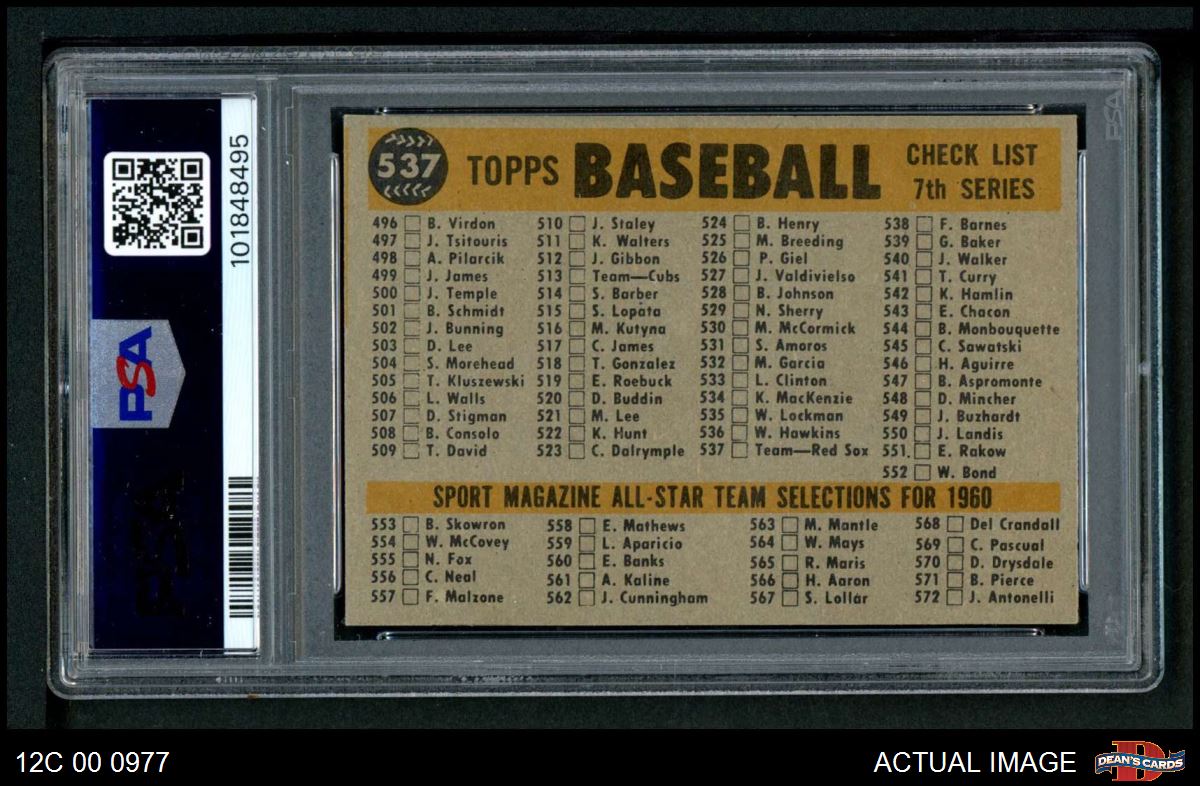 PSA
101848495
PSA
537
TOPPS BASEBALL
CHECK LIST
7th SERIES
496 B. Virdon
497 J. Tsitouris
498 A. Pilarcik
499 J. James
500 J. Temple
501 B. Schmidt
502 J. Bunning
503 D. Lee
504 S. Morehead
505 T. Kluszewski
506 L. Walls
507 D. Stigman
508 B. Consolo
509 T. David
510 J. Staley
511 K. Walters
512 J. Gibbon
513 Team—Cubs
514 S. Barber
515 S. Lopata
516 M. Kutyna
517 C. James
518 T. Gonzalez
519 E. Roebuck
520 D. Buddin
521 M. Lee
522 K. Hunt
523 C. Dalrymple
524 B. Henry
525 M. Breeding
526 P. Giel
527 J. Valdivielso
528 B. Johnson
529 N. Sherry
530 M. McCormick
531 S. Amoros
532 M. Garcia
533 L. Clinton
534 K. MacKenzie
535 W. Lockman
536 W. Hawkins
537 Team—Red Sox
538 F. Barnes
539 G. Baker
540 J. Walker
541 T. Curry
542 K. Hamlin
543 E. Chacon
544 B. Monbouquette
545 C. Sawatski
546 H. Aguirre
547 B. Aspromonte
548 D. Mincher
549 J. Buzhardt
550 J. Landis
551. E. Rakow
552 W. Bond
SPORT MAGAZINE ALL-STAR TEAM SELECTIONS FOR 1960
553 B. Skowron
554 W. McCovey
555 N. Fox
556 C. Neal
557 F. Malzone
558 E. Mathews
559 L. Aparicio
560 E. Banks
561 A. Kaline
562 J. Cunningham
563 M. Mantle
564 W. Mays
565 R. Maris
566 H. Aaron
567 S. Lollar
568 Del Crandall
569 C. Pascual
570 D. Drysdale
571 B. Pierce
572 J. Antonelli
PSA
12C 00 0977
ACTUAL IMAGE
D
DEAN'S CARDS